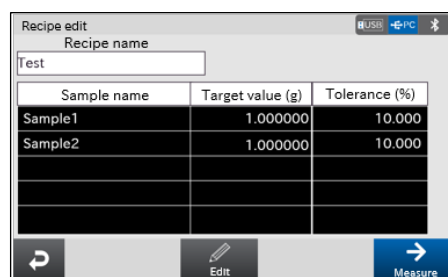 Recipe edit
USB PC
Recipe name
Test
Sample name Target value (g) Tolerance (%)
Sample1 1.000000 10.000
Sample2 1.000000 10.000
Edit
Measure